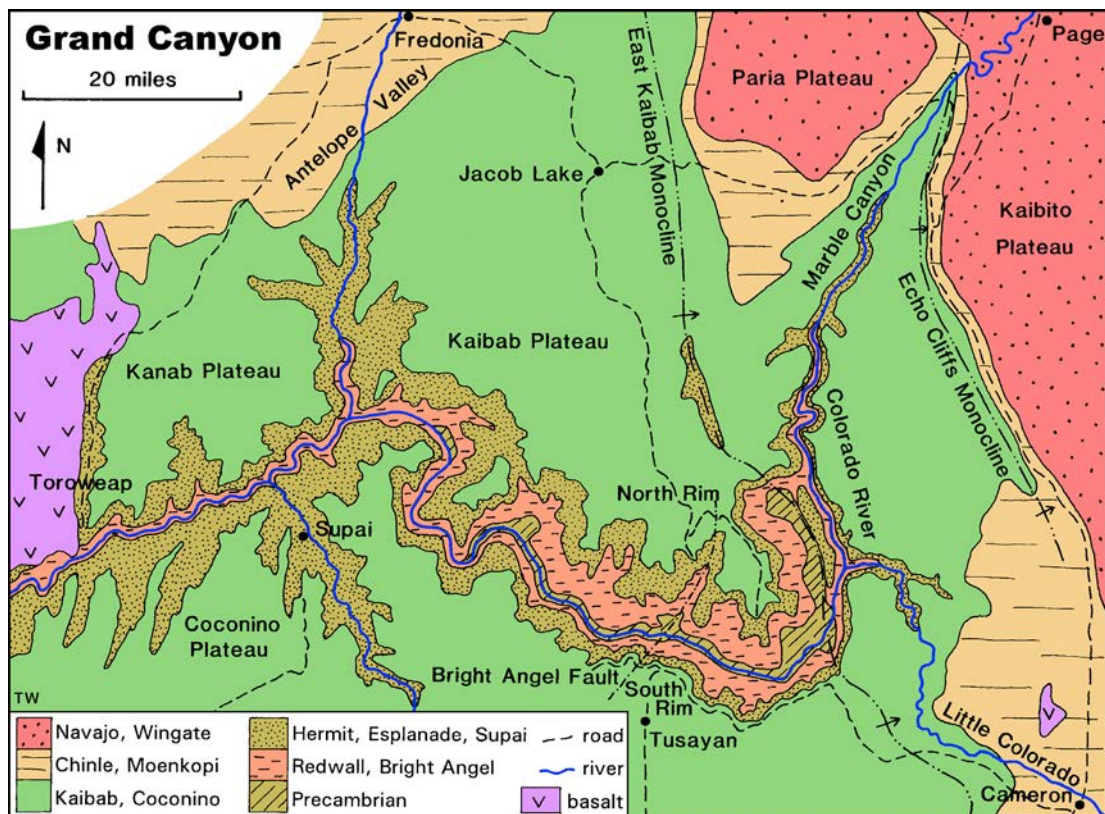 Grand Canyon
20 miles
N
Fredonia
Antelope Valley
East Kaibab Monocline
Paria Plateau
Page
Jacob Lake
Marble Canyon
Kaibito
Plateau
Echo Cliffs Monocline
Kanab Plateau
Kaibab Plateau
Colorado River
Toroweap
Supai
North Rim
Coconino
Plateau
Bright Angel Fault
South
Rim
Tusayan
Little Colorado
Cameron
TW
Navajo, Wingate
Chinle, Moenkopi
Kaibab, Coconino
Hermit, Esplanade, Supai
Redwall, Bright Angel
Precambrian
road
river
basalt